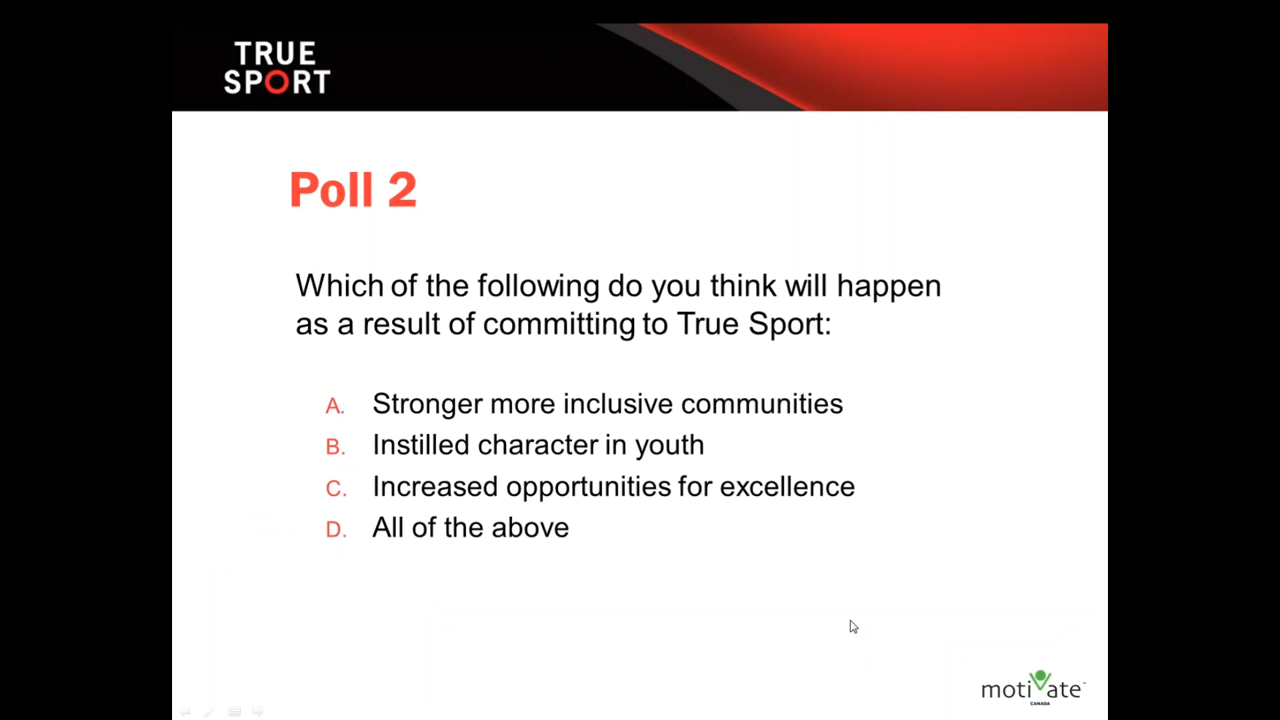 TRUE
SPORT
Poll 2
Which of the following do you think will happen
as a result of committing to True Sport:
A. Stronger more inclusive communities
B. Instilled character in youth
C. Increased opportunities for excellence
D. All of the above
motivate
CANADA